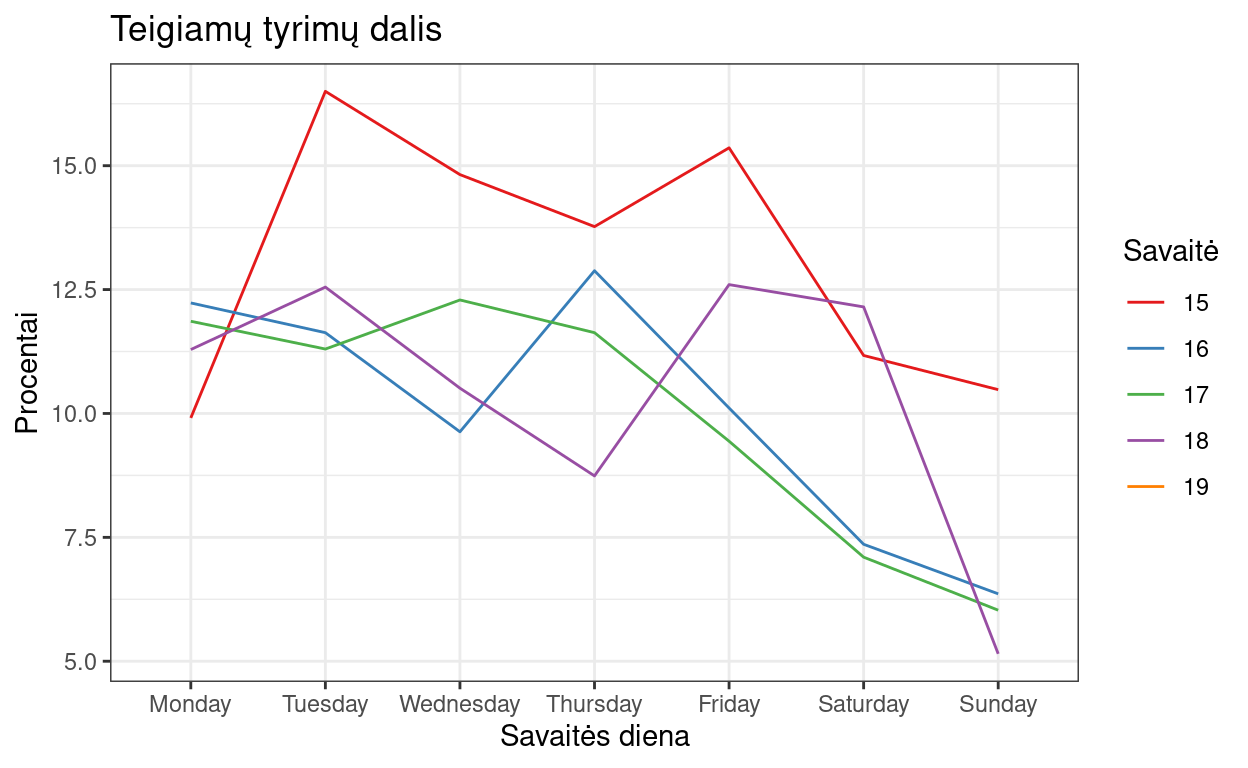 Teigiamų tyrimų dalis
Procentai
15.0
12.5
10.0
7.5
5.0
Monday
Tuesday
Wednesday
Thursday
Friday
Saturday
Sunday
Savaitės diena
Savaitė
15
16
17
18
19